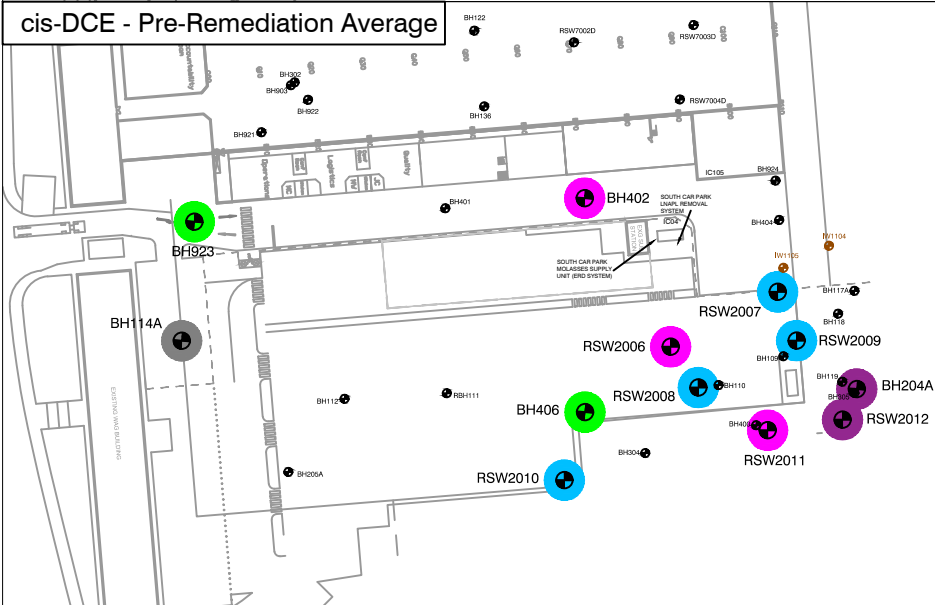 cis-DCE - Pre-Remediation Average
BH122
RSW7002D
RSW7003D
BH302
BH903
BH922
BH136
RSW7004D
BH921
Operations
Logistics
Quality
IC105
BH924
BH401
BH402
SOUTH CAR PARK
LNAPL REMOVAL
SYSTEM
IC04
BH404
BH923
IW1104
SOUTH CAR PARK
MOLASSES SUPPLY
UNIT (ERD SYSTEM)
IW1105
RSW2007
BH117A
BH114A
BH118
RSW2006
RSW2009
BH109
RSW2008
BH110
BH119
BH204A
BH112
RBH111
BH406
RSW2012
EXISTING WAG BUILDING
BH304
RSW2011
BH205A
RSW2010